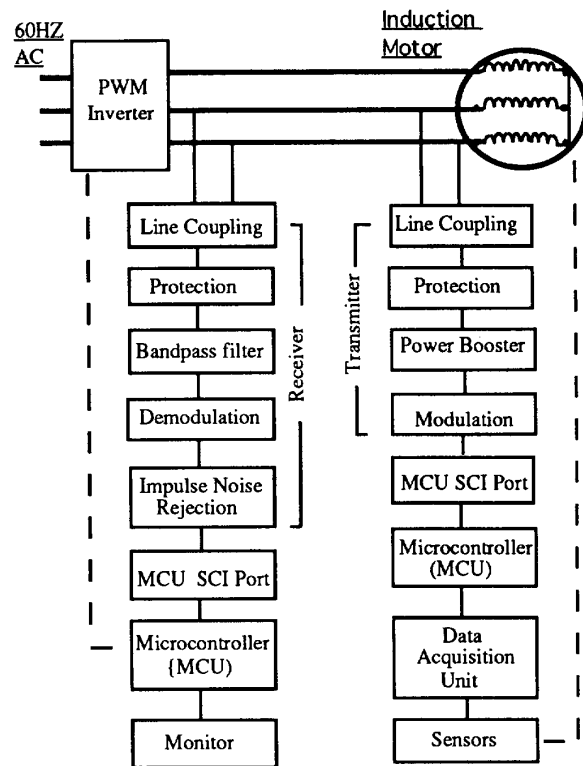 60HZ
AC
Induction
Motor
PWM
Inverter
Line Coupling
Protection
Bandpass filter
Demodulation
Impulse Noise
Rejection
Receiver
MCU SCI Port
Microcontroller
{MCU)
Monitor
Transmitter
Line Coupling
Protection
Power Booster
Modulation
MCU SCI Port
Microcontroller
(MCU)
Data
Acquisition
Unit
Sensors